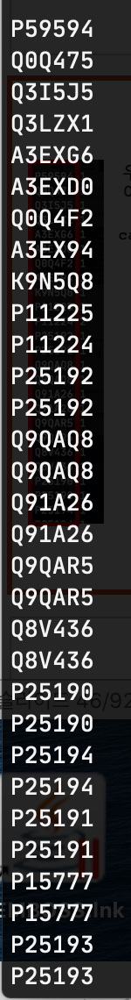 P59594
Q0Q475
Q3I5J5
Q3LZX1
A3EXG6
A3EXD0
Q0Q4F2
A3EX94
K9N5Q8
P11225
P11224
P25192
P25192
Q9QAQ8
Q9QAQ8
Q91A26
Q91A26
Q9QAR5
Q9QAR5
Q8V436
Q8V436
P25190
P25190
P25194
P25194
P25191
P25191
P15777
P15777
P25193
P25193